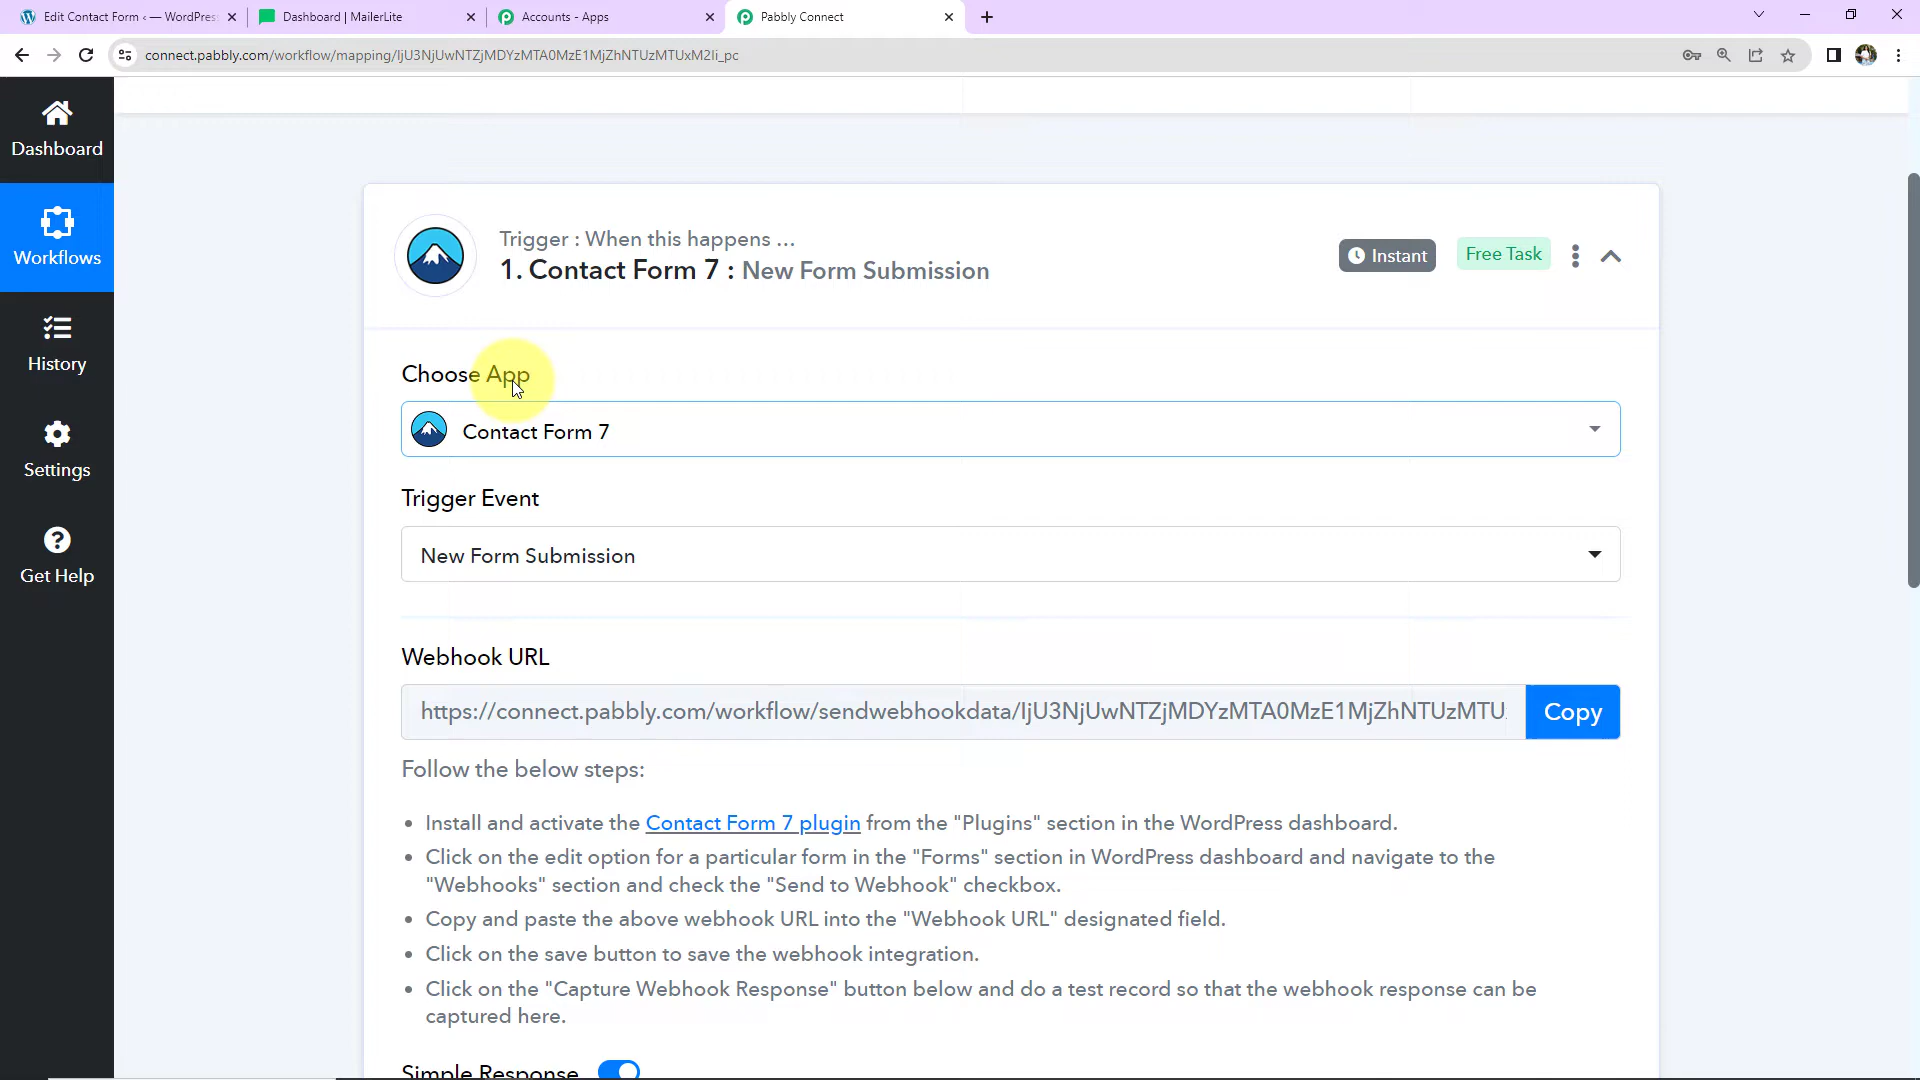 Edit Contact Form ‹ — WordPres
Dashboard | MailerLite
Accounts - Apps
Pabbly Connect
connect.pabbly.com/workflow/mapping/IjU3NjUwNTZjMDYzMTA0MzE1MjZhNTUzMTUxM2Ii_pc
Dashboard
Workflows
History
Settings
Get Help
Trigger : When this happens ...
1. Contact Form 7 : New Form Submission
Instant
Free Task
Choose App
Contact Form 7
Trigger Event
New Form Submission
Webhook URL
https://connect.pabbly.com/workflow/sendwebhookdata/IjU3NjUwNTZjMDYzMTA0MzE1MjZhNTUzMTU
Copy
Follow the below steps:
• Install and activate the Contact Form 7 plugin from the "Plugins" section in the WordPress dashboard.
• Click on the edit option for a particular form in the "Forms" section in WordPress dashboard and navigate to the
"Webhooks" section and check the "Send to Webhook" checkbox.
• Copy and paste the above webhook URL into the "Webhook URL" designated field.
• Click on the save button to save the webhook integration.
• Click on the "Capture Webhook Response" button below and do a test record so that the webhook response can be
captured here.
Simple Response